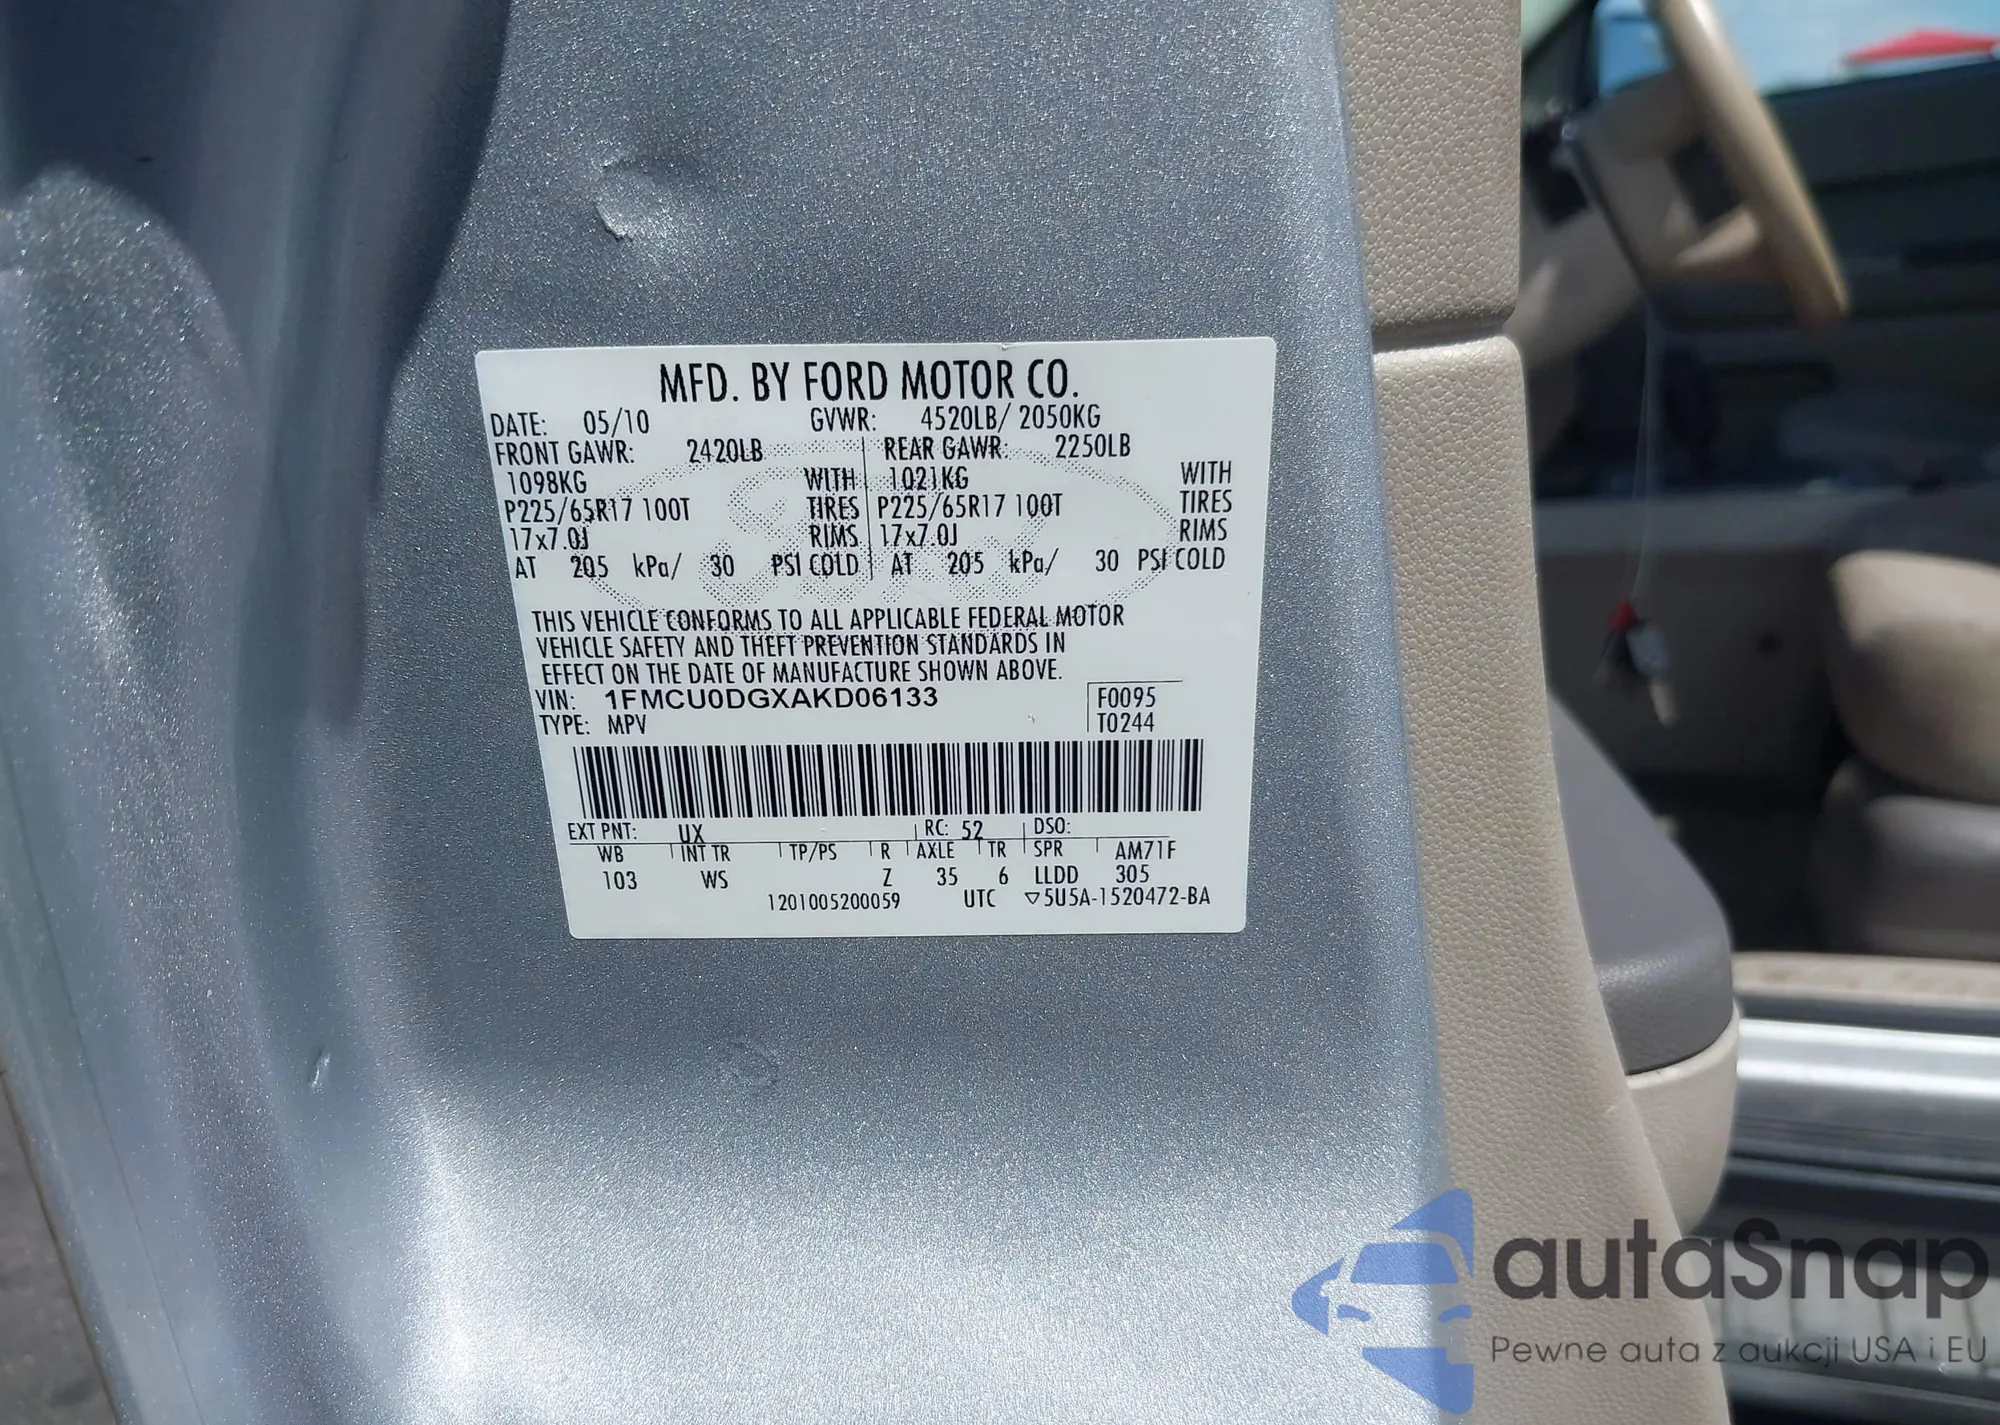 MFD. BY FORD MOTOR CO.
DATE: 05/10 GVWR: 4520LB/ 2050KG
FRONT GAWR: 2420LB REAR GAWR: 2250LB
1098KG WITH 1021KG WITH
P225/65R17 100T TIRES P225/65R17 100T TIRES
17x7.0J RIMS 17x7.0J RIMS
AT 205 kPa/ 30 PSI COLD AT 205 kPa/ 30 PSI COLD
THIS VEHICLE CONFORMS TO ALL APPLICABLE FEDERAL MOTOR
VEHICLE SAFETY AND THEFT PREVENTION STANDARDS IN
EFFECT ON THE DATE OF MANUFACTURE SHOWN ABOVE.
VIN: 1FMCU0DGXAKD06133 F0095
TYPE: MPV T0244
EXT PNT: UX RC: 52 DSO:
WB INT TR TP/PS R AXLE TR SPR AM71F
103 WS Z 35 6 LLDD 305
1201005200059 UTC ▽5U5A-1520472-BA
autaSnap
Pewne auta z aukcji USA i EU